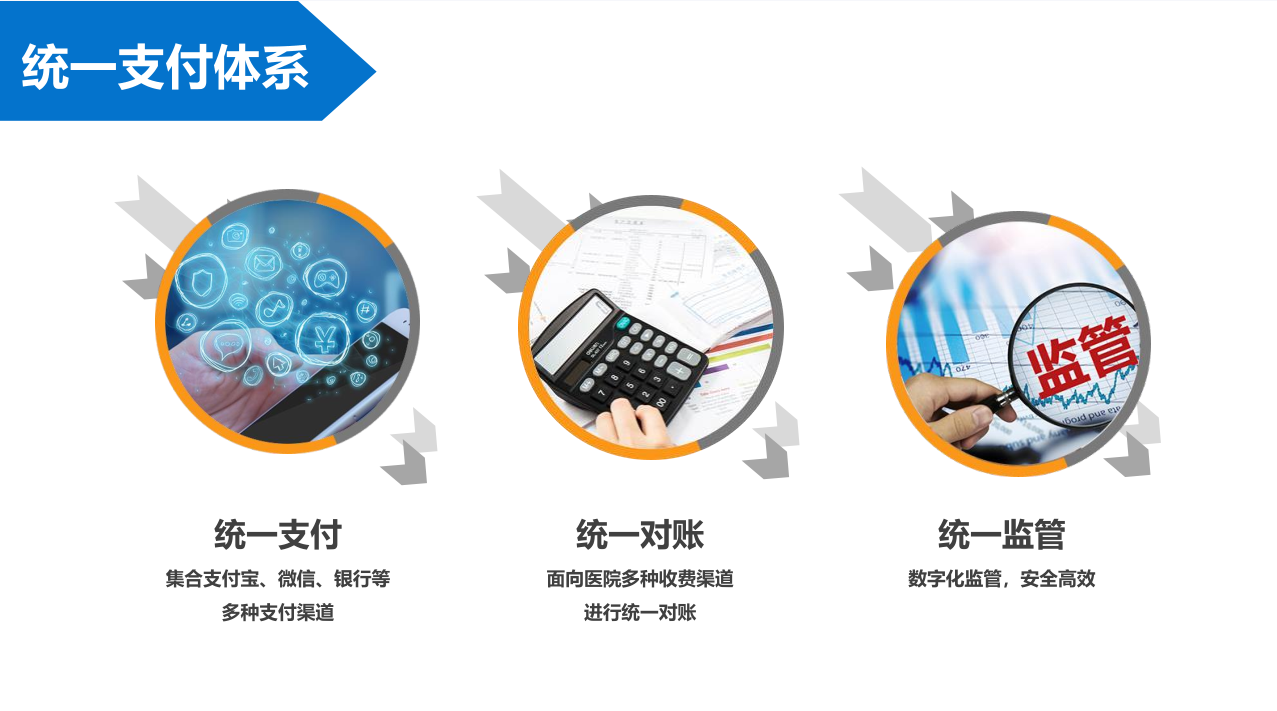 统一支付体系
监管
470
统一支付
集合支付宝、微信、银行等
多种支付渠道
统一对账
面向医院多种收费渠道
进行统一对账
统一监管
数字化监管，安全高效